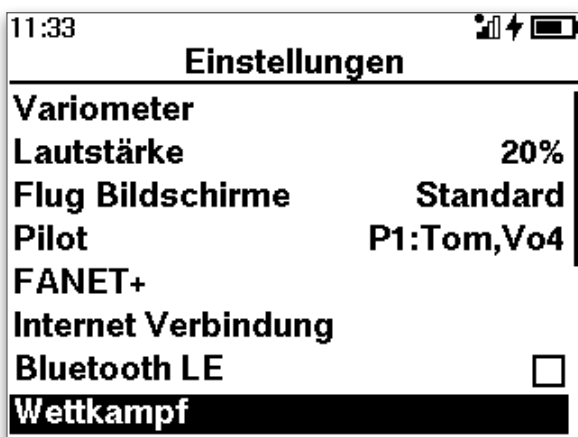 11:33
Einstellungen
Variometer
Lautstärke 20%
Flug Bildschirme Standard
Pilot P1:Tom,Vo4
FANET+
Internet Verbindung
Bluetooth LE
Wettkampf